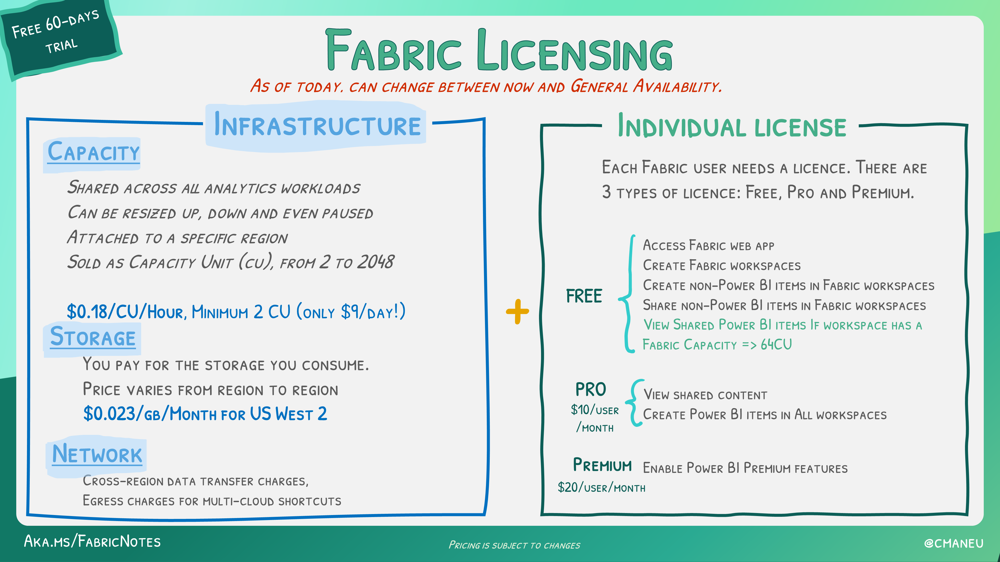 Free 60-days
trial
Fabric Licensing
As of today. can change between now and General Availability.
Infrastructure
Capacity
Shared across all analytics workloads
Can be resized up, down and even paused
Attached to a specific region
Sold as Capacity Unit (cu), from 2 to 2048
$0.18/CU/Hour, Minimum 2 CU (only $9/day!)
Storage
You pay for the storage you consume.
Price varies from region to region
$0.023/gb/Month for US West 2
Network
Cross-region data transfer charges,
Egress charges for multi-cloud shortcuts
+
Individual license
Each Fabric user needs a licence. There are
3 types of licence: Free, Pro and Premium.
FREE
Access Fabric web app
Create Fabric workspaces
Create non-Power BI items in Fabric workspaces
Share non-Power BI items in Fabric workspaces
View Shared Power BI items If workspace has a
Fabric Capacity => 64CU
PRO
$10/user
/month
View shared content
Create Power BI items in All workspaces
Premium
$20/user/month
Enable Power BI Premium features
Aka.ms/FabricNotes
Pricing is subject to changes
@cmaneu